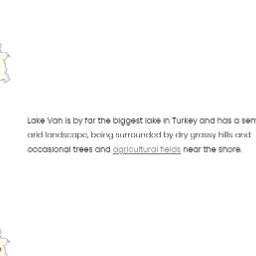 Lake Van is by far the biggest lake in Turkey and has a sem
arid landscape, being surrounded by dry grassy hills and
occasional trees and agricultural fields near the shore.